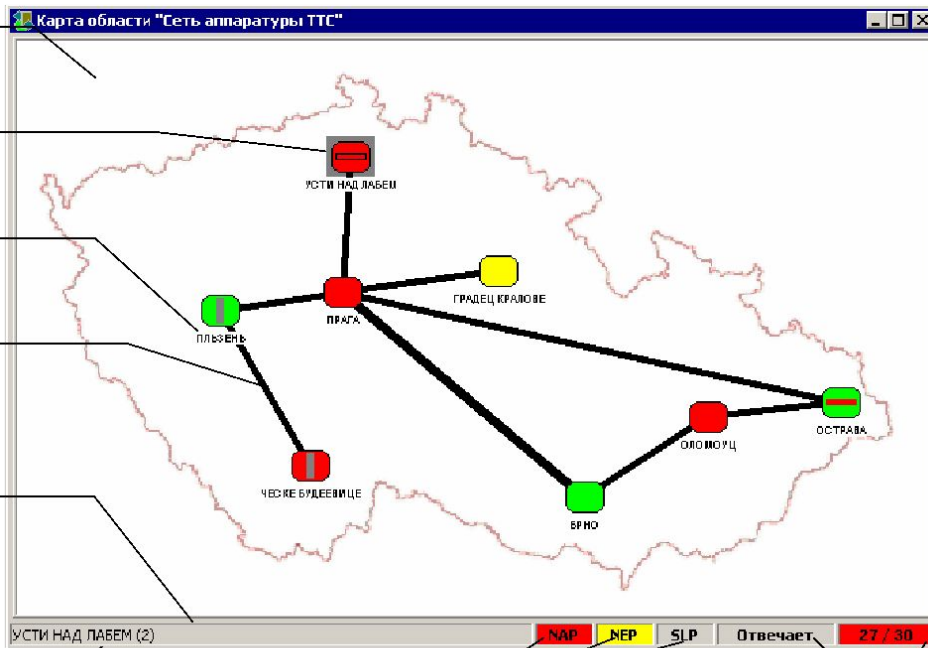 Карта области "Сеть аппаратуры ТТС"
УСТИ НАД ЛАБЕМ
ГРАДЕЦ КРАЛОВЕ
ПРАГА
ПЛЬЗЕНЬ
ОСТРАВА
ОЛОМОУЦ
ЧЕСКЕ БУДЕЕВИЦЕ
БРНО
УСТИ НАД ЛАБЕМ (2) NAP NEP SLP Отвечает 27 / 30